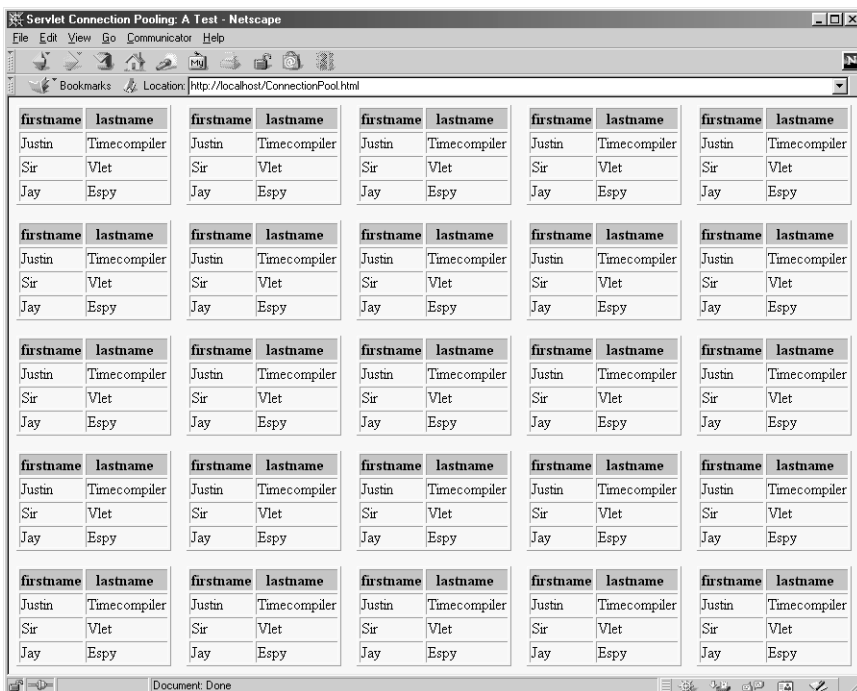 Servlet Connection Pooling: A Test - Netscape
File Edit View Go Communicator Help
My
N
Bookmarks Location: http://localhost/ConnectionPool.html
firstname lastname firstname lastname firstname lastname firstname lastname firstname lastname
Justin Timecompiler Justin Timecompiler Justin Timecompiler Justin Timecompiler Justin Timecompiler
Sir Vlet Sir Vlet Sir Vlet Sir Vlet Sir Vlet
Jay Espy Jay Espy Jay Espy Jay Espy Jay Espy
firstname lastname firstname lastname firstname lastname firstname lastname firstname lastname
Justin Timecompiler Justin Timecompiler Justin Timecompiler Justin Timecompiler Justin Timecompiler
Sir Vlet Sir Vlet Sir Vlet Sir Vlet Sir Vlet
Jay Espy Jay Espy Jay Espy Jay Espy Jay Espy
firstname lastname firstname lastname firstname lastname firstname lastname firstname lastname
Justin Timecompiler Justin Timecompiler Justin Timecompiler Justin Timecompiler Justin Timecompiler
Sir Vlet Sir Vlet Sir Vlet Sir Vlet Sir Vlet
Jay Espy Jay Espy Jay Espy Jay Espy Jay Espy
firstname lastname firstname lastname firstname lastname firstname lastname firstname lastname
Justin Timecompiler Justin Timecompiler Justin Timecompiler Justin Timecompiler Justin Timecompiler
Sir Vlet Sir Vlet Sir Vlet Sir Vlet Sir Vlet
Jay Espy Jay Espy Jay Espy Jay Espy Jay Espy
firstname lastname firstname lastname firstname lastname firstname lastname firstname lastname
Justin Timecompiler Justin Timecompiler Justin Timecompiler Justin Timecompiler Justin Timecompiler
Sir Vlet Sir Vlet Sir Vlet Sir Vlet Sir Vlet
Jay Espy Jay Espy Jay Espy Jay Espy Jay Espy
Document: Done